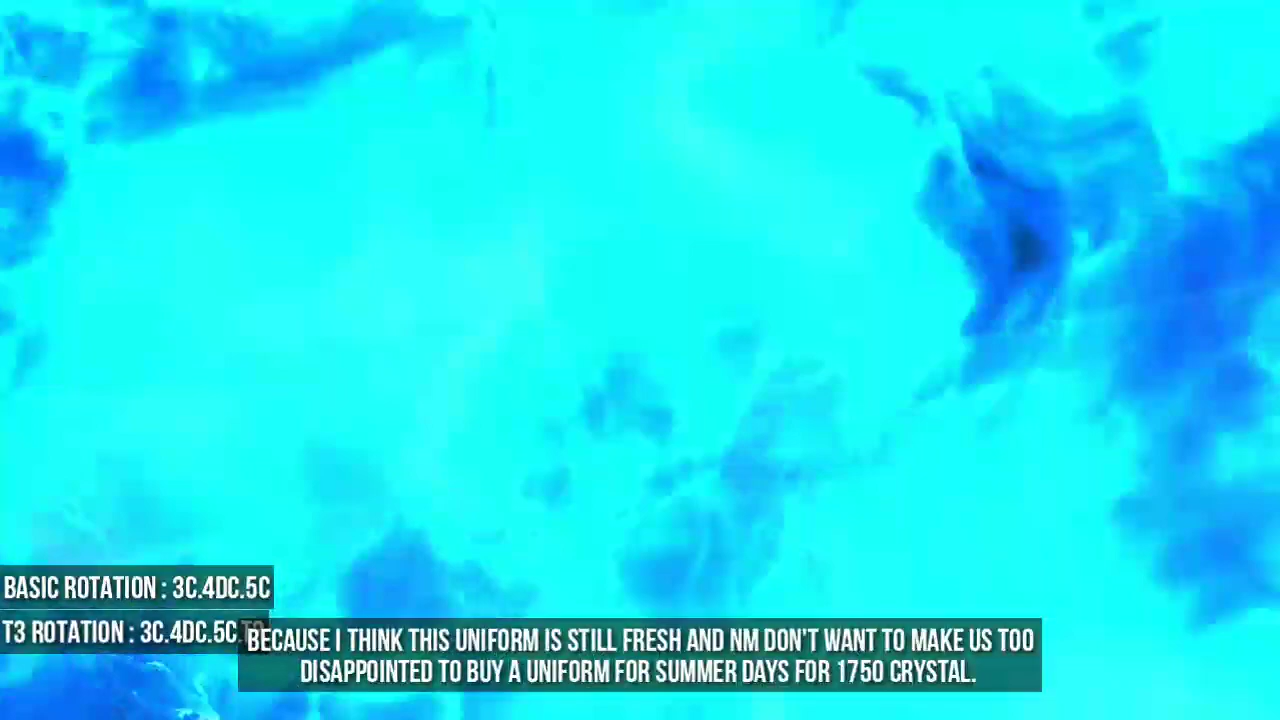 BASIC ROTATION : 3C.4DC.5C
T3 ROTATION : 3C.4DC.5C.T3
BECAUSE I THINK THIS UNIFORM IS STILL FRESH AND NM DON'T WANT TO MAKE US TOO
DISAPPOINTED TO BUY A UNIFORM FOR SUMMER DAYS FOR 1750 CRYSTAL.